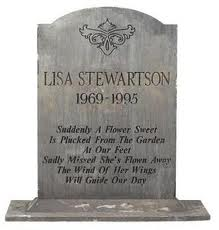 LISA STEWARTSON
1969-1995
Suddenly A Flower Sweet
Is Plucked From The Garden
At Our Feet
Sadly Missed She's Flown Away
The Wind Of Her Wings
Will Guide Our Day